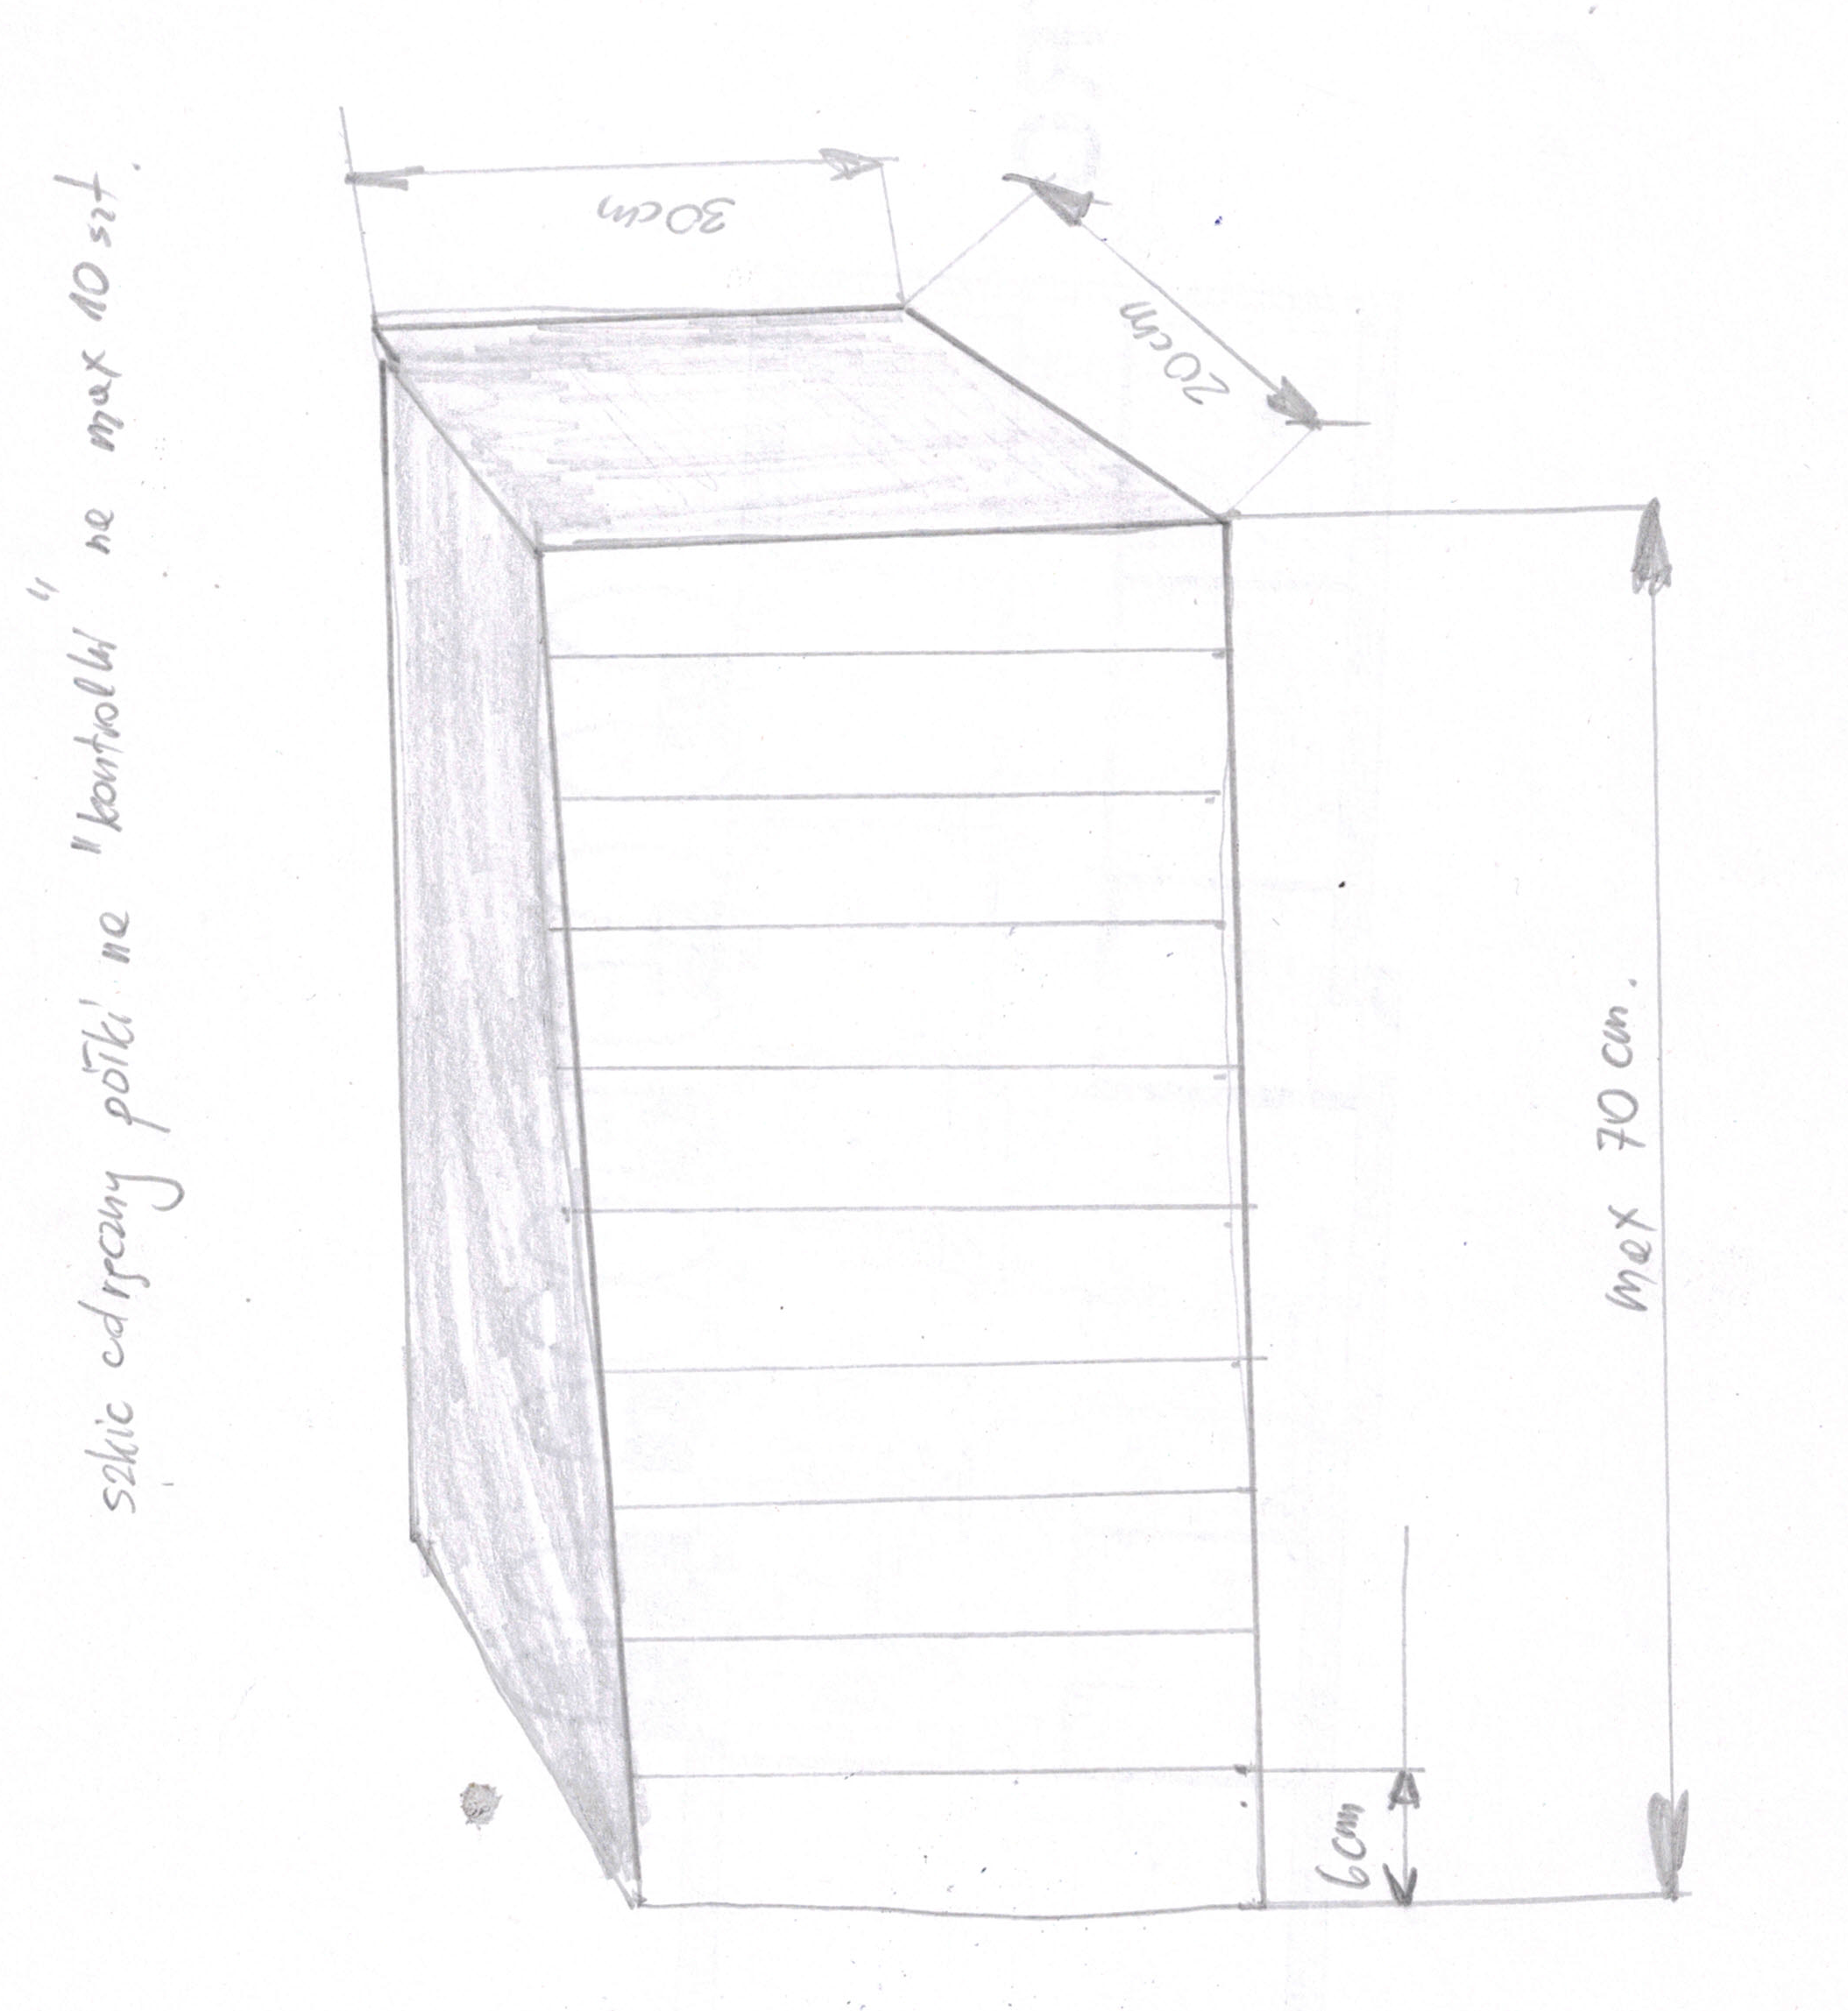 szkic odręczny półki na "kontrolki" na max 10 szt.
30cm
20cm
max 70 cm.
6cm